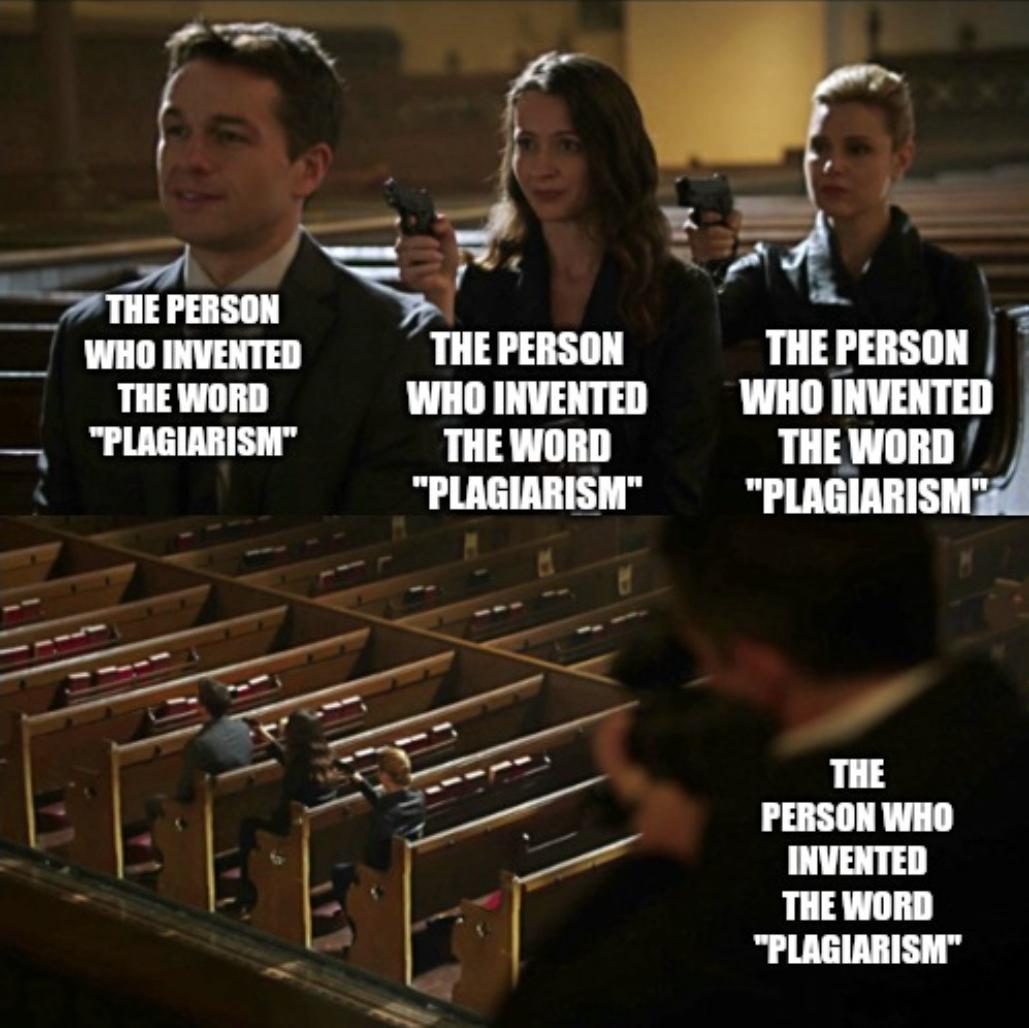 THE PERSON
WHO INVENTED
THE WORD
"PLAGIARISM"
THE PERSON
WHO INVENTED
THE WORD
"PLAGIARISM"
THE PERSON
WHO INVENTED
THE WORD
"PLAGIARISM"
THE
PERSON WHO
INVENTED
THE WORD
"PLAGIARISM"